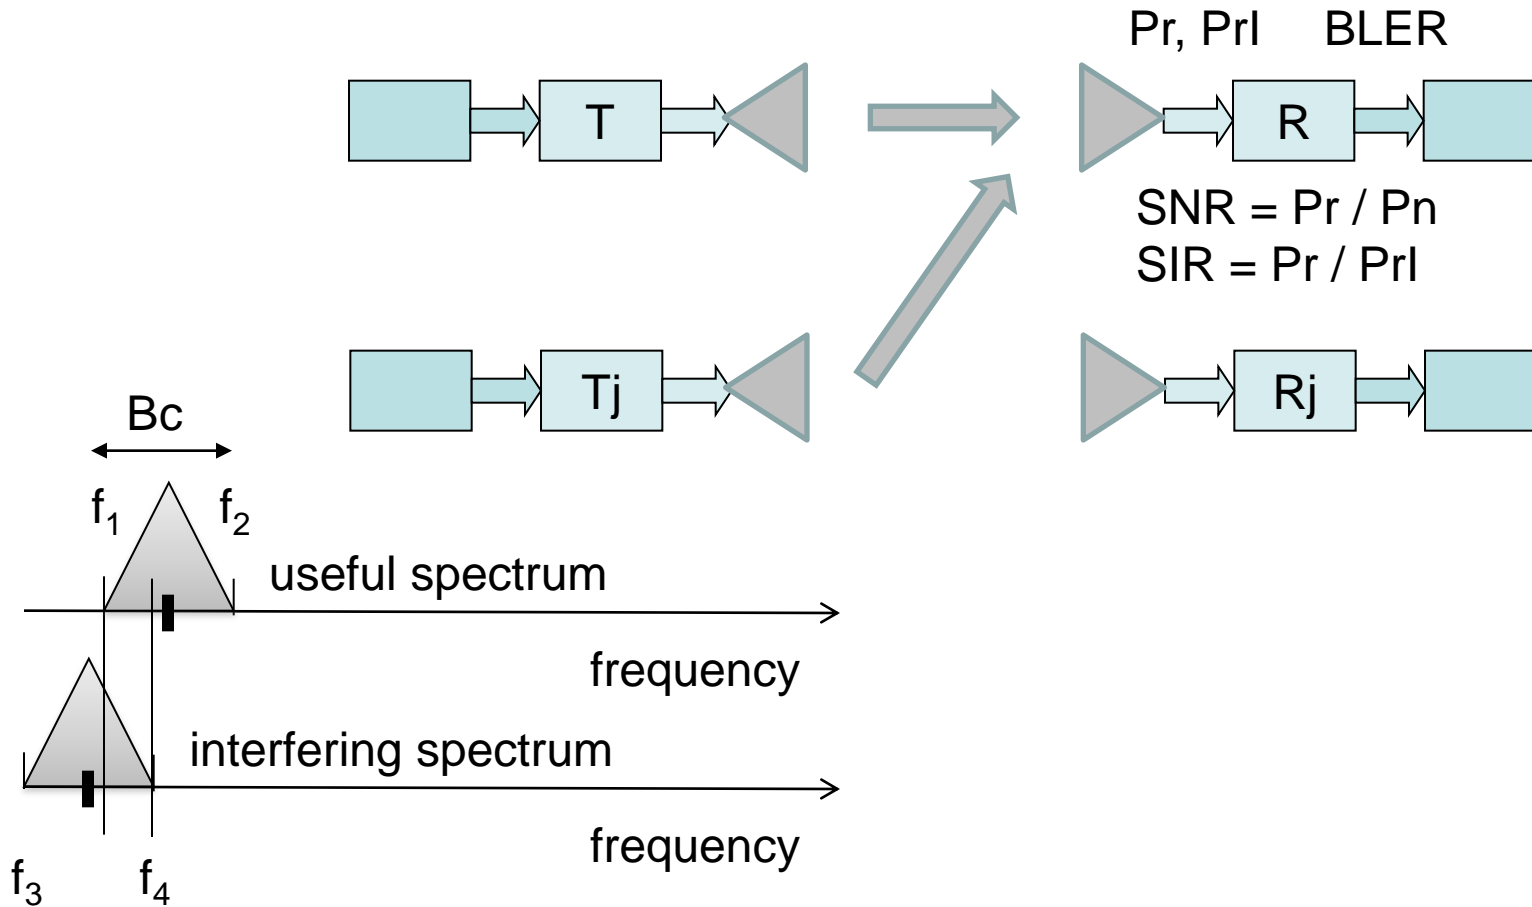 Pr, PrI BLER
T
R
SNR = Pr / Pn
SIR = Pr / PrI
Tj
Rj
Bc
f₁ f₂
useful spectrum
frequency
interfering spectrum
frequency
f₃ f₄